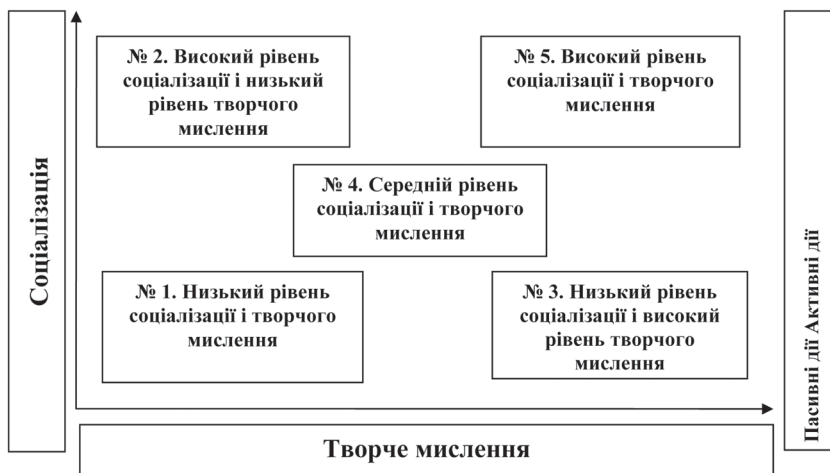 Соціалізація
№ 2. Високий рівень
соціалізації і низький
рівень творчого
мислення
№ 5. Високий рівень
соціалізації і творчого
мислення
№ 4. Середній рівень
соціалізації і творчого
мислення
№ 1. Низький рівень
соціалізації і творчого
мислення
№ 3. Низький рівень
соціалізації і високий
рівень творчого
мислення
Пасивні дії Активні дії
Творче мислення